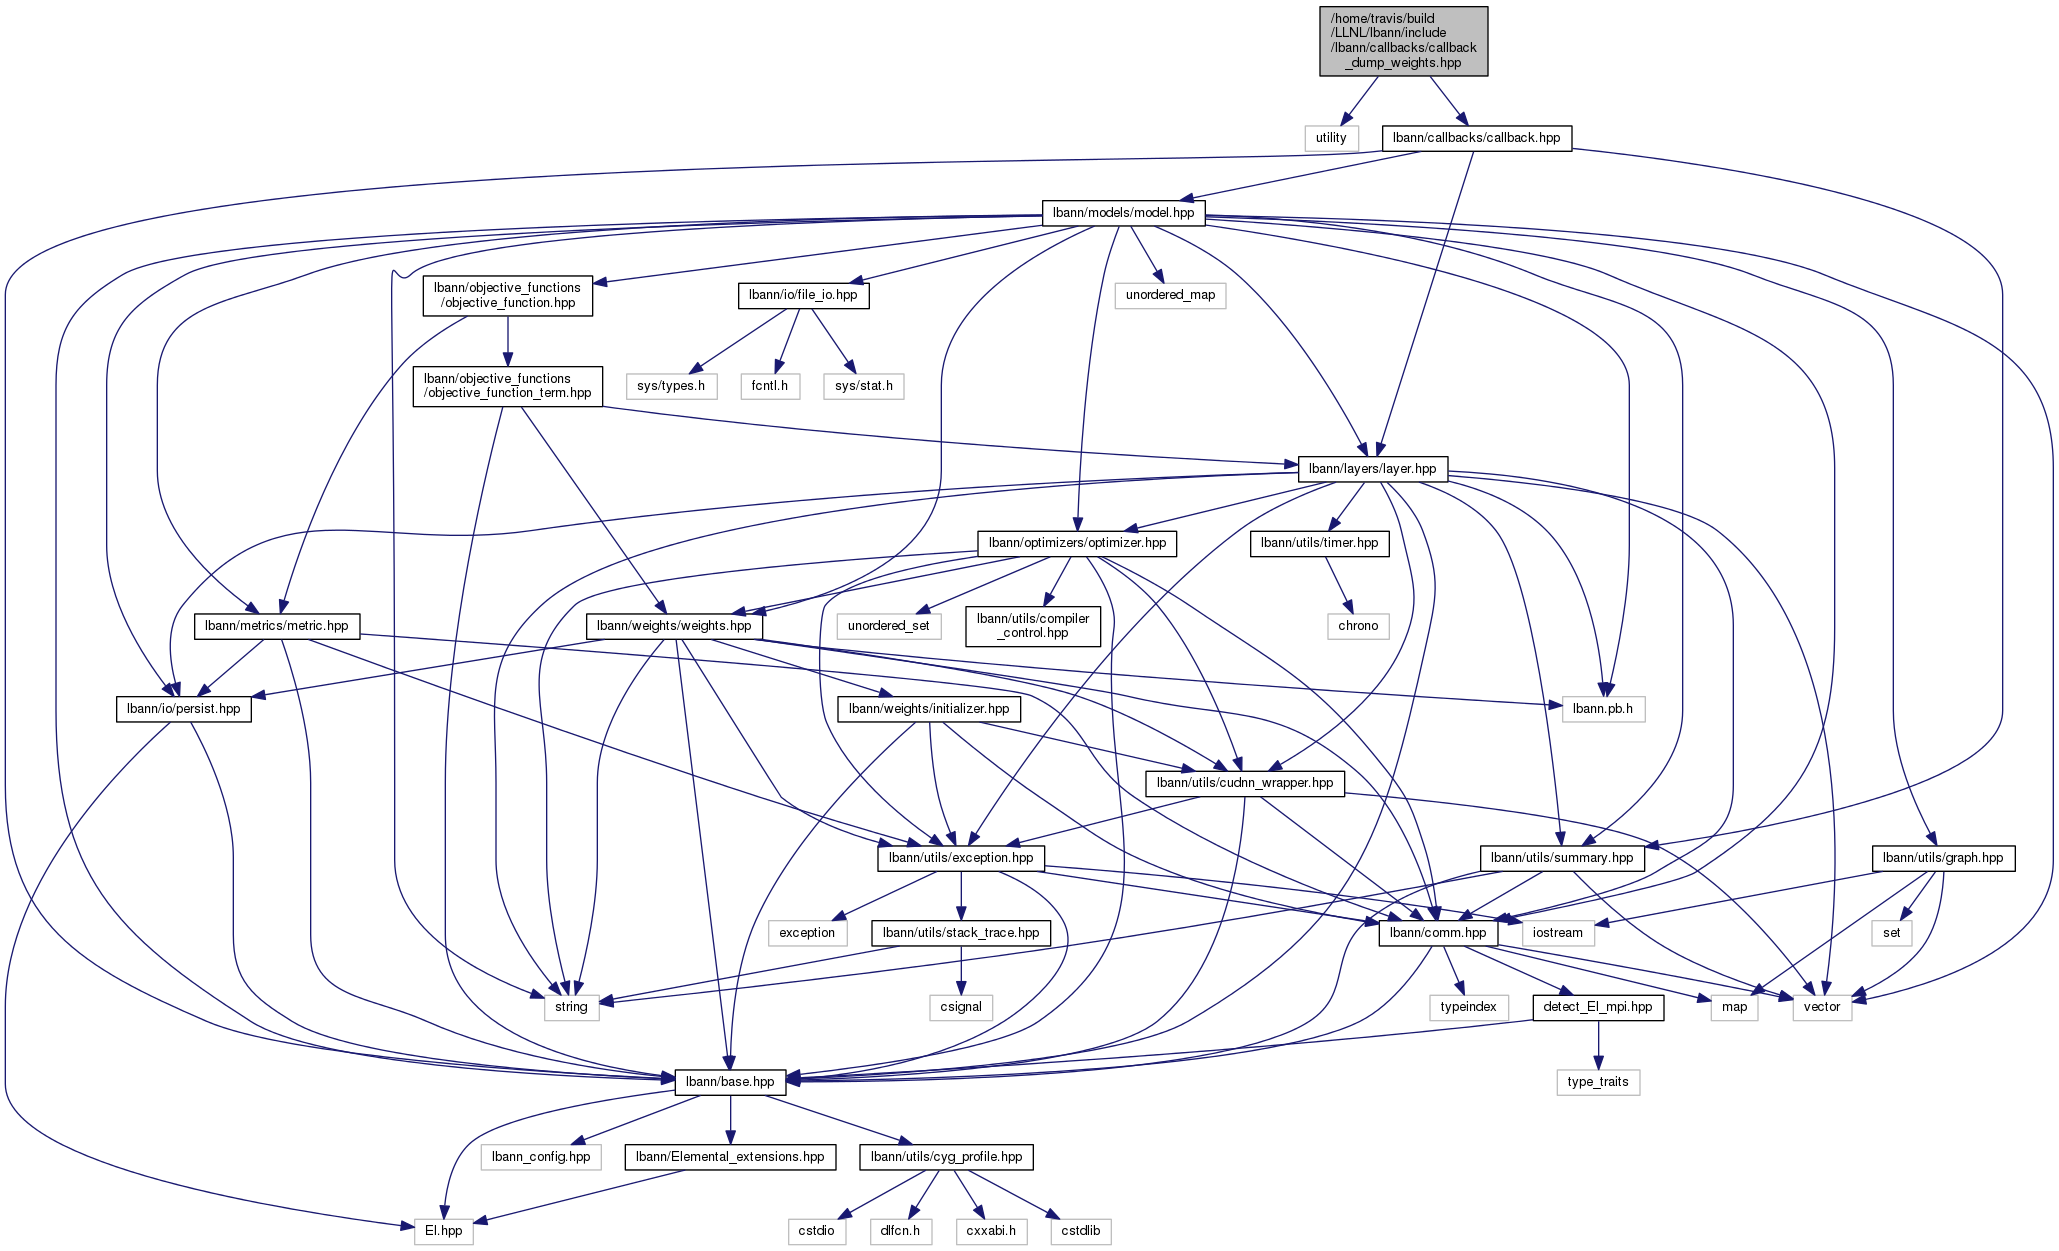 /home/travis/build
/LLNL/lbann/include
/lbann/callbacks/callback
_dump_weights.hpp
utility
lbann/callbacks/callback.hpp
lbann/models/model.hpp
lbann/objective_functions
/objective_function.hpp
lbann/io/file_io.hpp
unordered_map
lbann/objective_functions
/objective_function_term.hpp
sys/types.h
fcntl.h
sys/stat.h
lbann/layers/layer.hpp
lbann/optimizers/optimizer.hpp
lbann/utils/timer.hpp
lbann/metrics/metric.hpp
lbann/weights/weights.hpp
unordered_set
lbann/utils/compiler
_control.hpp
chrono
lbann/io/persist.hpp
lbann/weights/initializer.hpp
lbann.pb.h
lbann/utils/cudnn_wrapper.hpp
lbann/utils/exception.hpp
lbann/utils/summary.hpp
lbann/utils/graph.hpp
exception
lbann/utils/stack_trace.hpp
lbann/comm.hpp
iostream
set
string
csignal
typeindex
detect_El_mpi.hpp
map
vector
lbann/base.hpp
type_traits
lbann_config.hpp
lbann/Elemental_extensions.hpp
lbann/utils/cyg_profile.hpp
El.hpp
cstdio
dlfcn.h
cxxabi.h
cstdlib